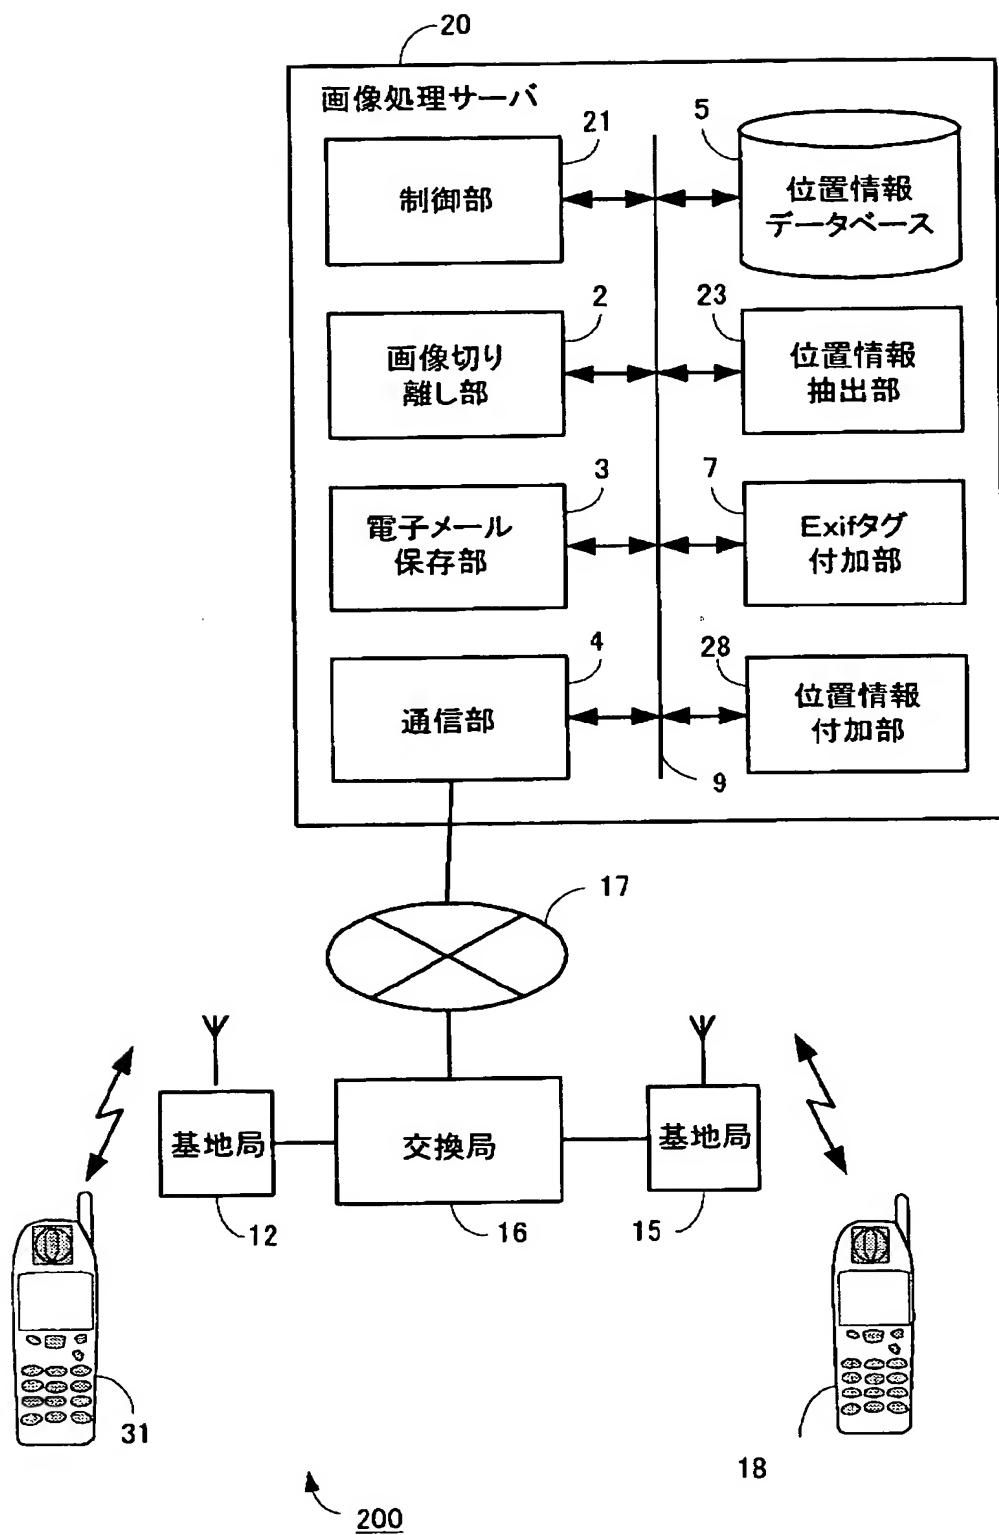 20
画像処理サーバ
21
制御部
5
位置情報
データベース
2
画像切り
離し部
23
位置情報
抽出部
3
電子メール
保存部
7
Exifタグ
付加部
4
通信部
28
位置情報
付加部
9
17
基地局
交換局
基地局
12
16
15
31
18
200